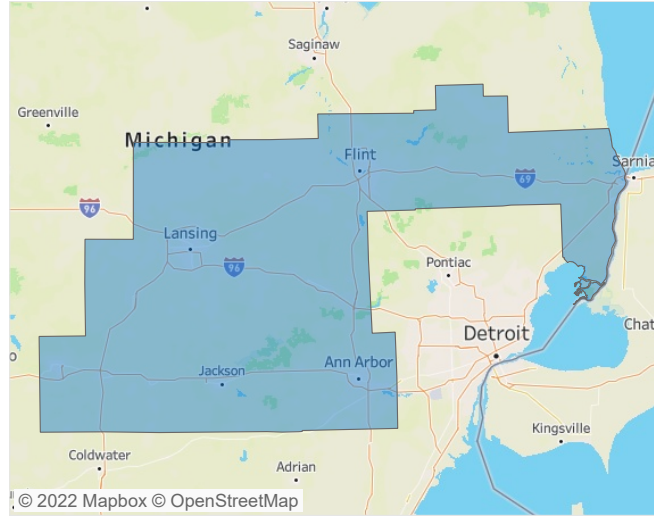 Saginaw
Greenville
Michigan
Flint
Sarnia
69
96
Lansing
96
Pontiac
Chat
Detroit
o
Jackson
Ann Arbor
Coldwater
Kingsville
Adrian
© 2022 Mapbox © OpenStreetMap